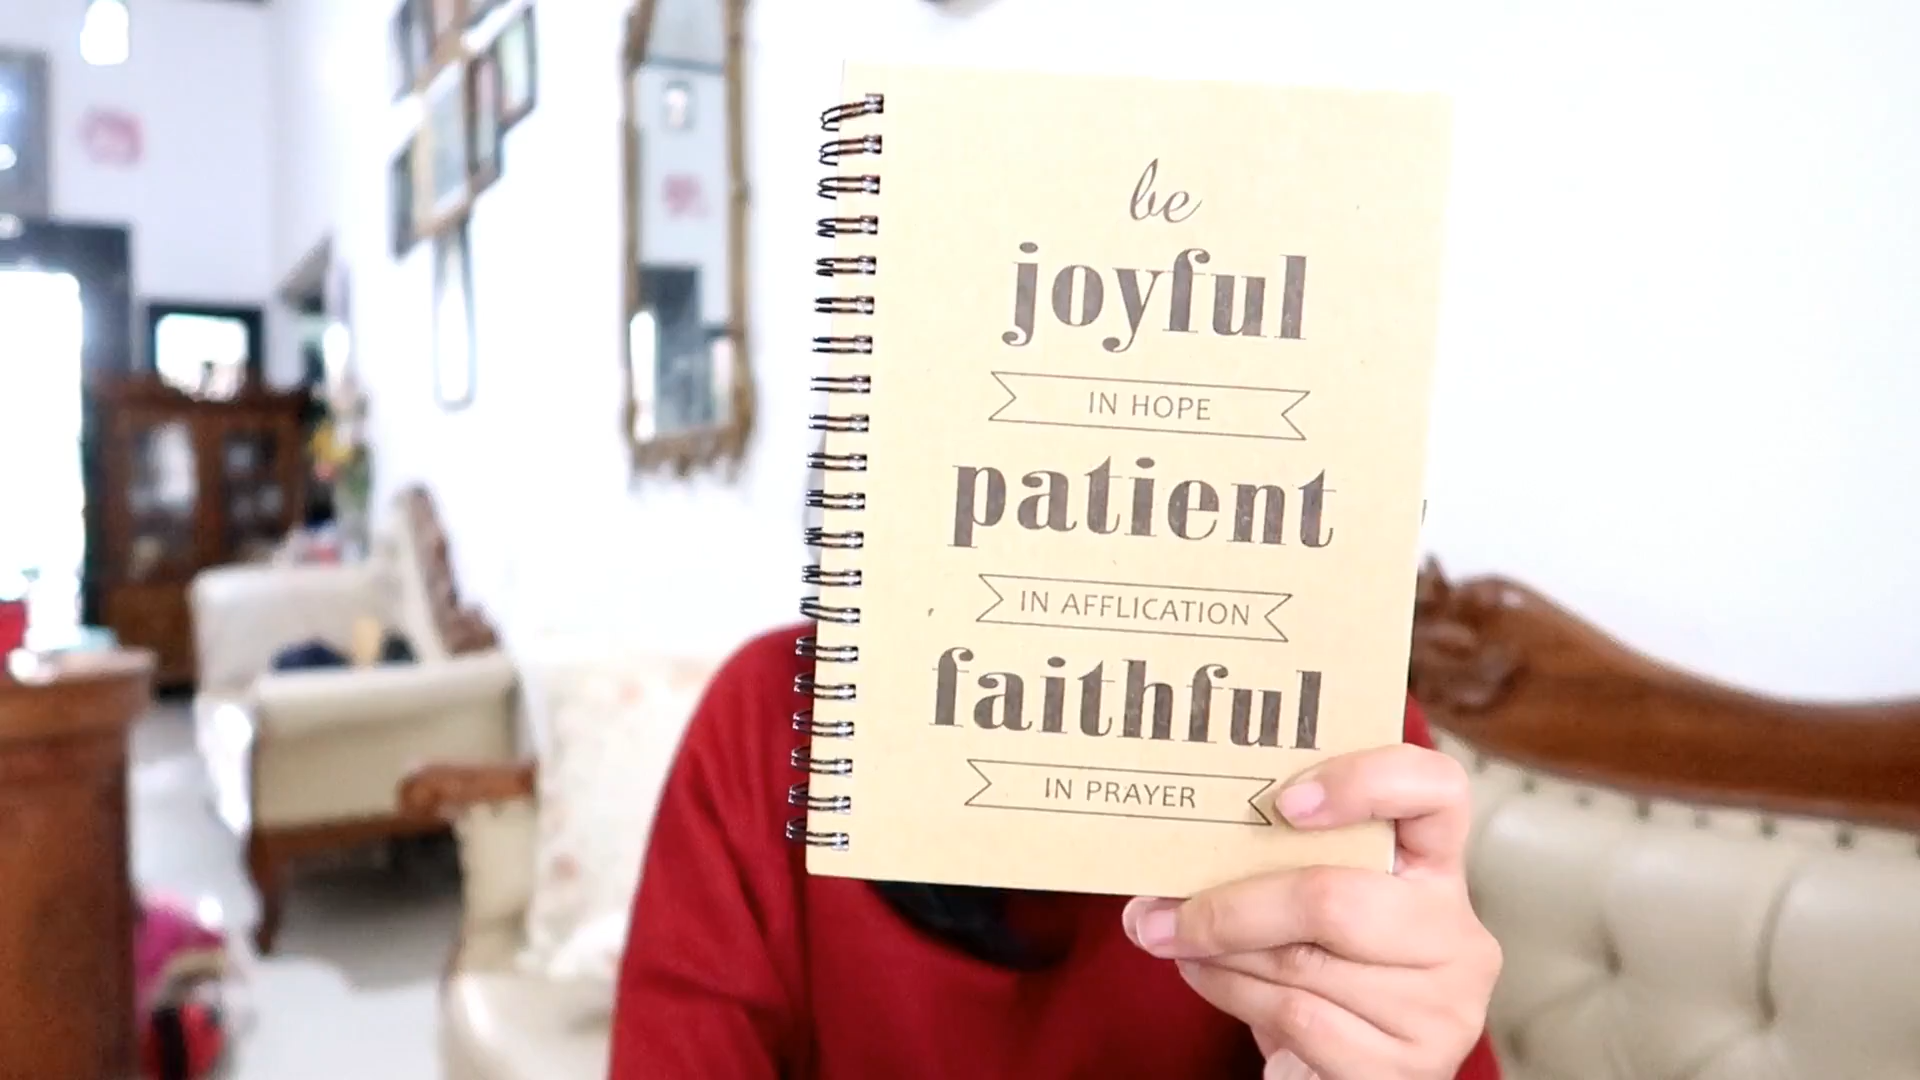 be
joyful
IN HOPE
patient
IN AFFLICATION
faithful
IN PRAYER